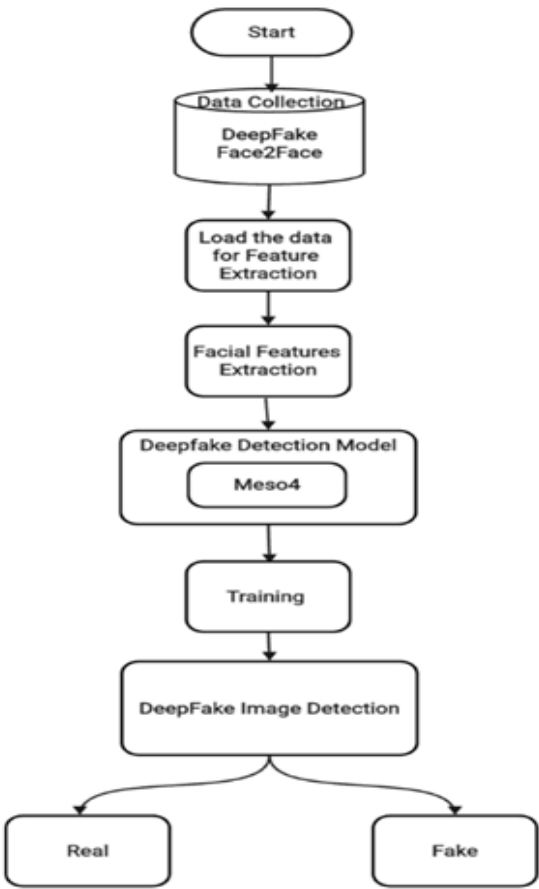 Start
Data Collection
DeepFake
Face2Face
Load the data
for Feature
Extraction
Facial Features
Extraction
Deepfake Detection Model
Meso4
Training
DeepFake Image Detection
Real
Fake